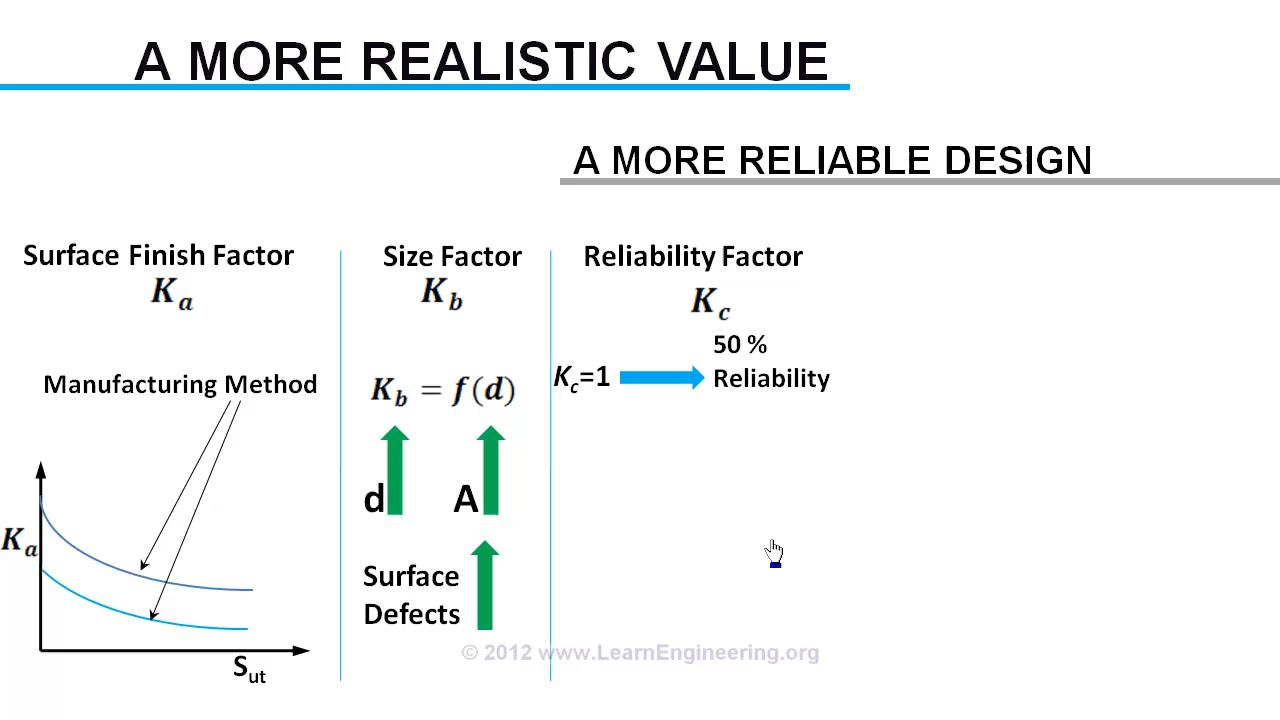 A MORE REALISTIC VALUE
A MORE RELIABLE DESIGN
Surface Finish Factor
Ka
Manufacturing Method
Ka
Sut
Size Factor
Kb
Kb = f(d)
d A
Surface
Defects
Reliability Factor
Kc
Kc=1
50 %
Reliability
© 2012 www.LearnEngineering.org